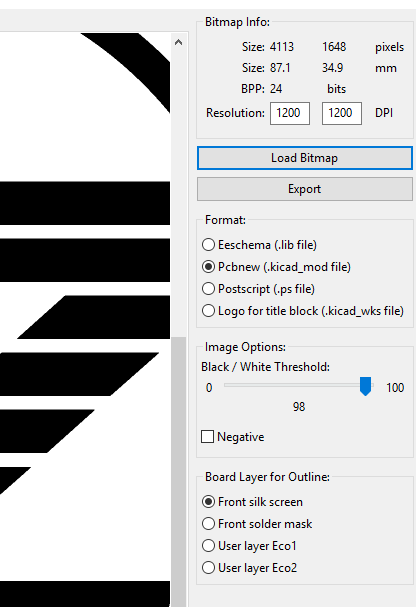 Bitmap Info:
Size: 4113 1648 pixels
Size: 87.1 34.9 mm
BPP: 24 bits
Resolution: 1200 1200 DPI
Load Bitmap
Export
Format:
Eeschema (.lib file)
Pcbnew (.kicad_mod file)
Postscript (.ps file)
Logo for title block (.kicad_wks file)
Image Options:
Black / White Threshold:
0 100
98
Negative
Board Layer for Outline:
Front silk screen
Front solder mask
User layer Eco1
User layer Eco2